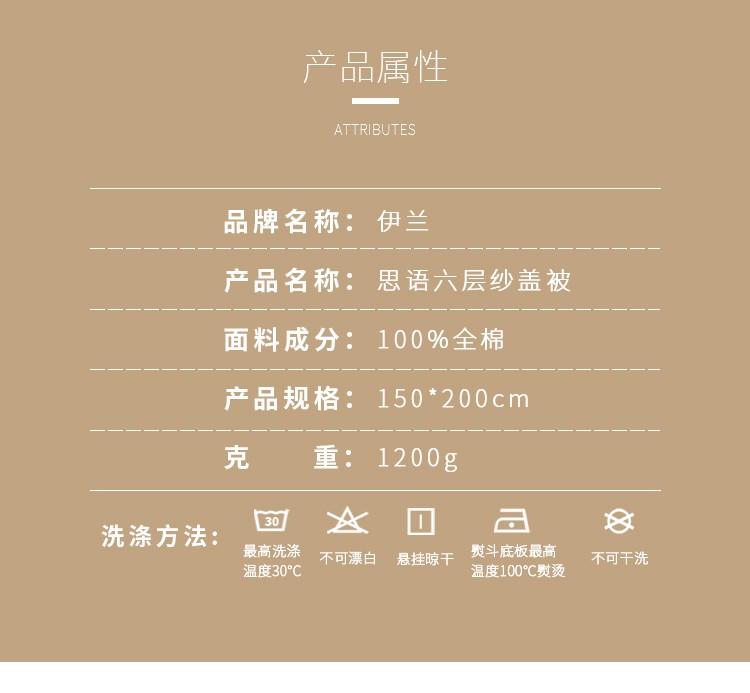 产品属性
ATTRIBUTES
品牌名称：伊兰
产品名称：思语六层纱盖被
面料成分：100%全棉
产品规格：150*200cm
克　重：1200g
洗涤方法：
30
最高洗涤
温度30℃
不可漂白
悬挂晾干
熨斗底板最高
温度100℃熨烫
不可干洗